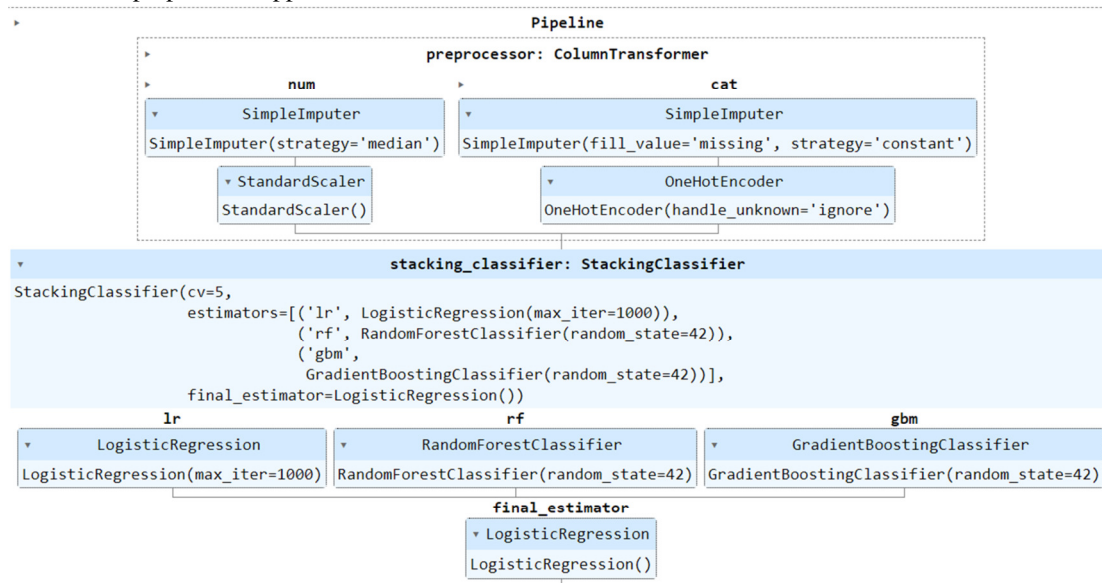 Pipeline
preprocessor: ColumnTransformer
num cat
SimpleImputer SimpleImputer
SimpleImputer(strategy='median') SimpleImputer(fill_value='missing', strategy='constant')
StandardScaler OneHotEncoder
StandardScaler() OneHotEncoder(handle_unknown='ignore')
stacking_classifier: StackingClassifier
StackingClassifier(cv=5,
estimators=[('lr', LogisticRegression(max_iter=1000)),
('rf', RandomForestClassifier(random_state=42)),
('gbm',
GradientBoostingClassifier(random_state=42))],
final_estimator=LogisticRegression())
lr rf gbm
LogisticRegression RandomForestClassifier GradientBoostingClassifier
LogisticRegression(max_iter=1000) RandomForestClassifier(random_state=42) GradientBoostingClassifier(random_state=42)
final_estimator
LogisticRegression
LogisticRegression()